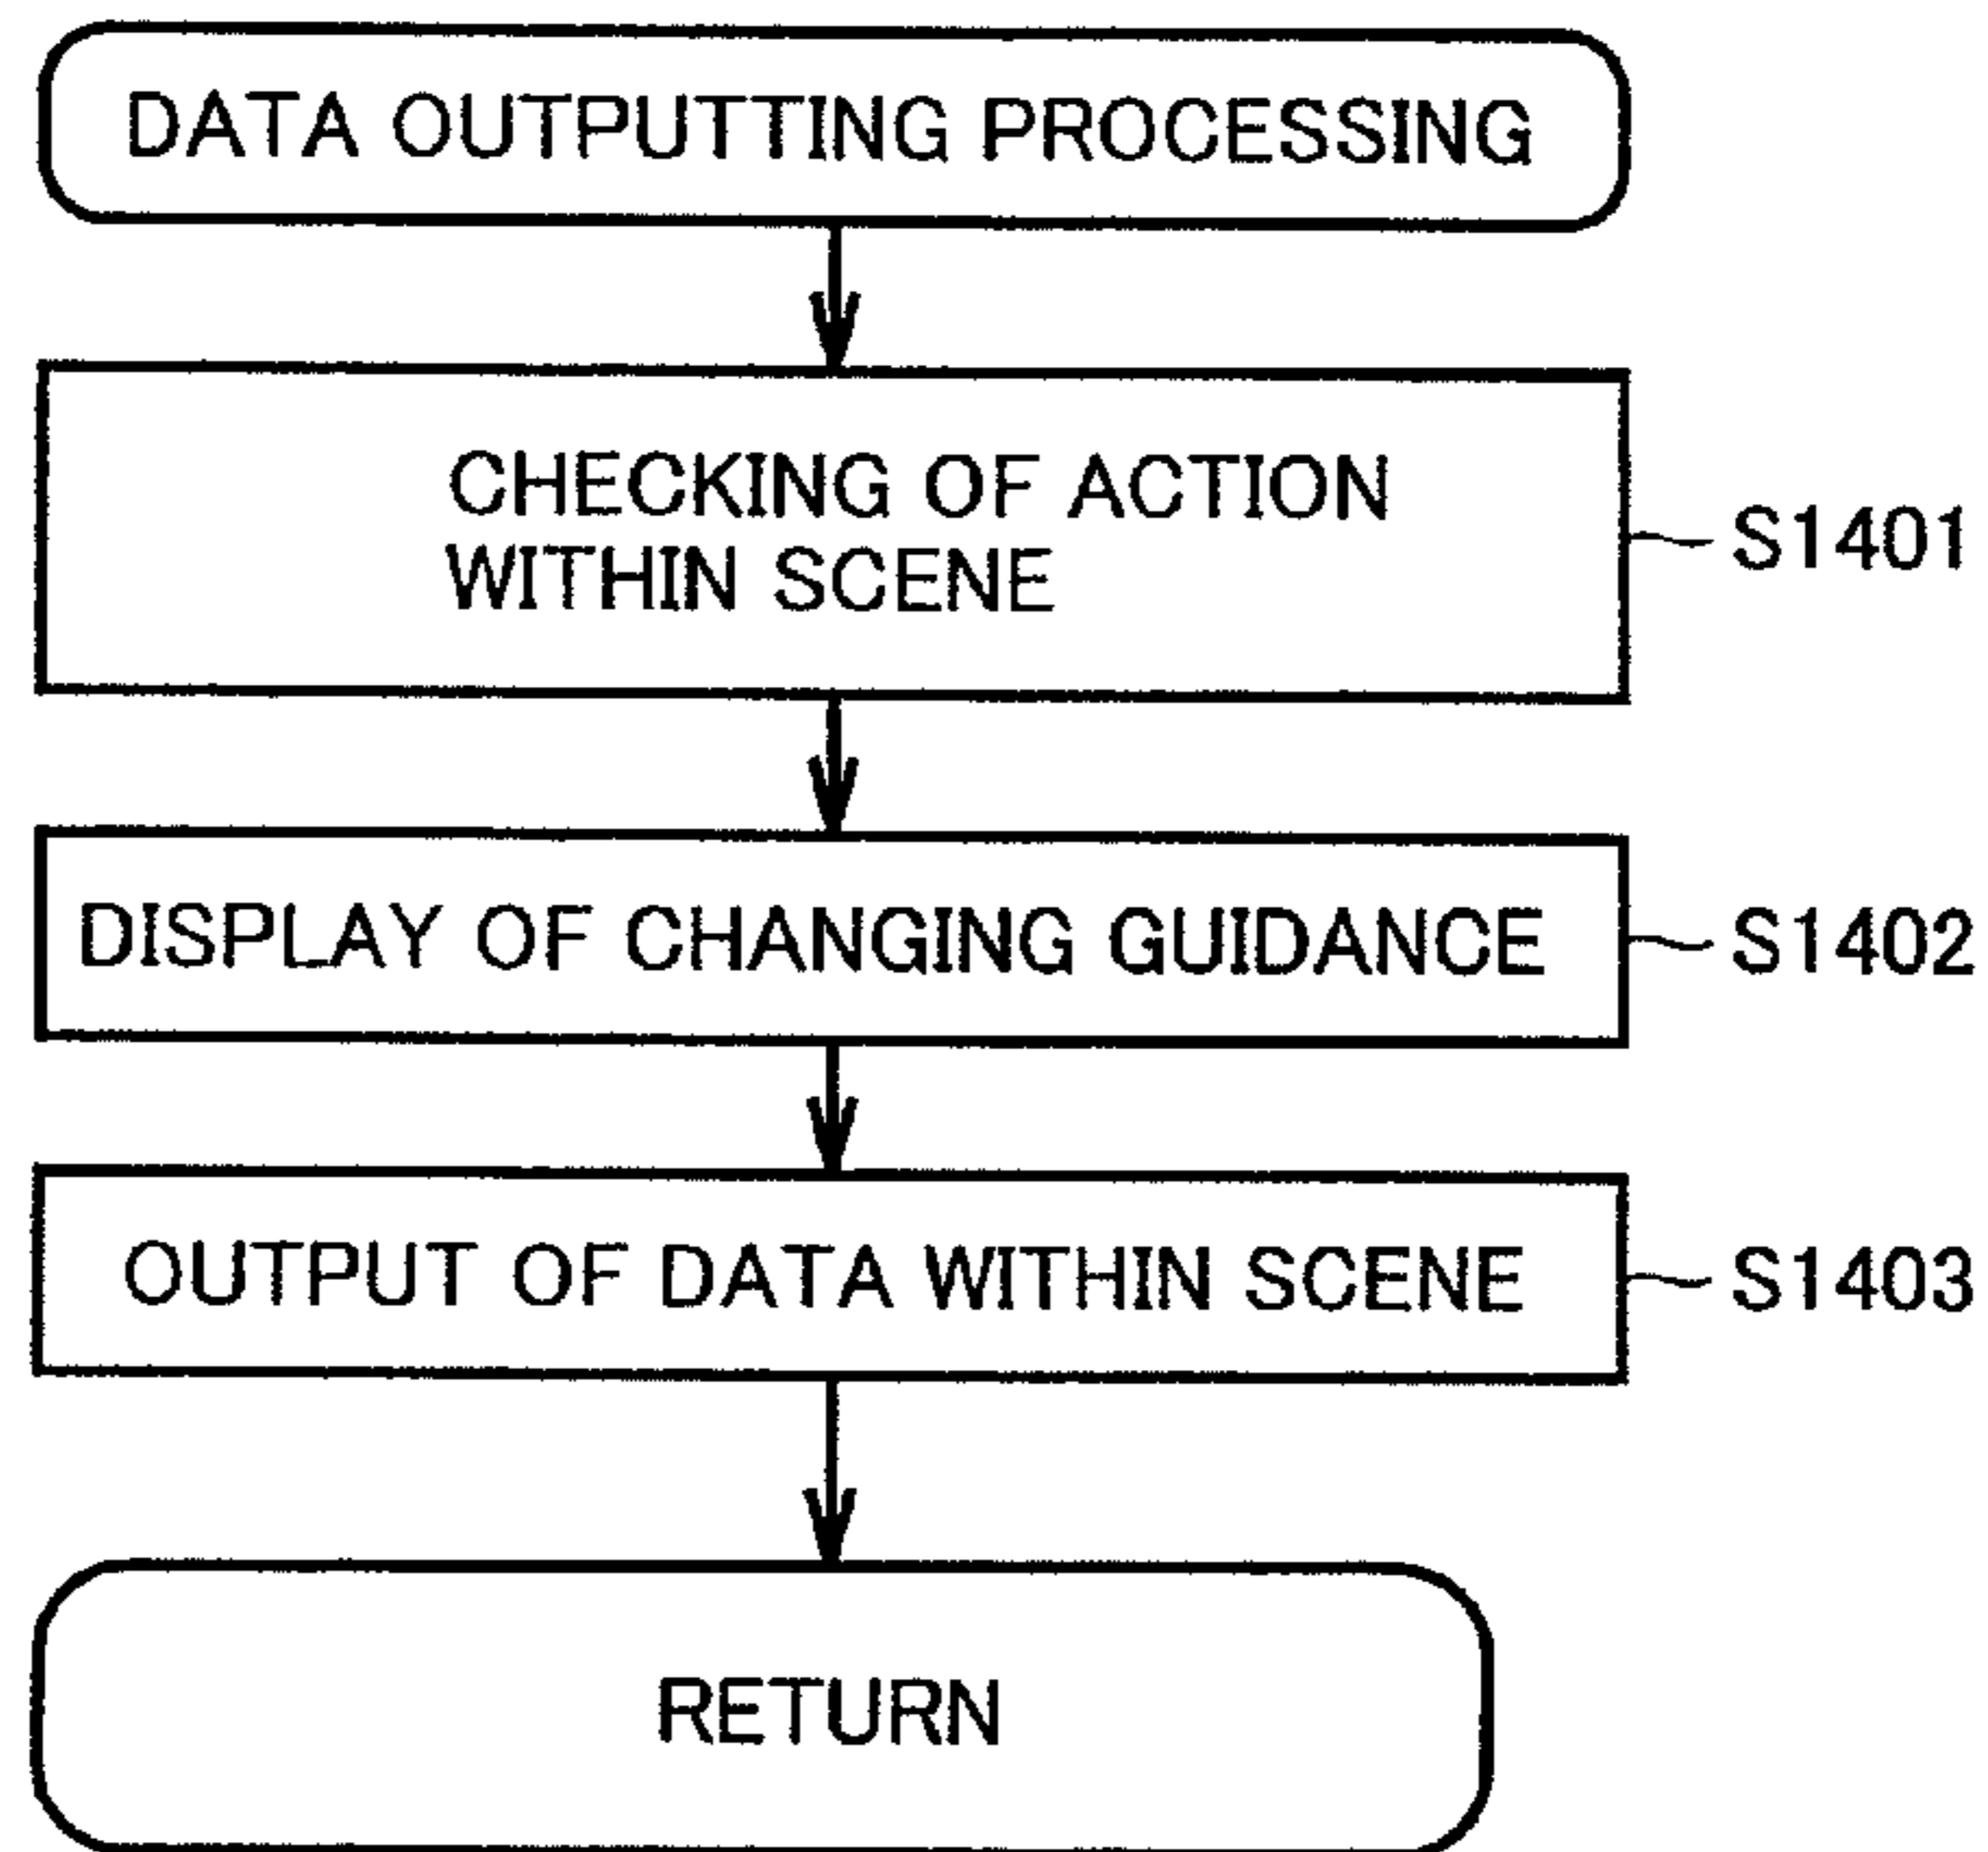 DATA OUTPUTTING PROCESSING
CHECKING OF ACTION
WITHIN SCENE
S1401
DISPLAY OF CHANGING GUIDANCE
S1402
OUTPUT OF DATA WITHIN SCENE
S1403
RETURN